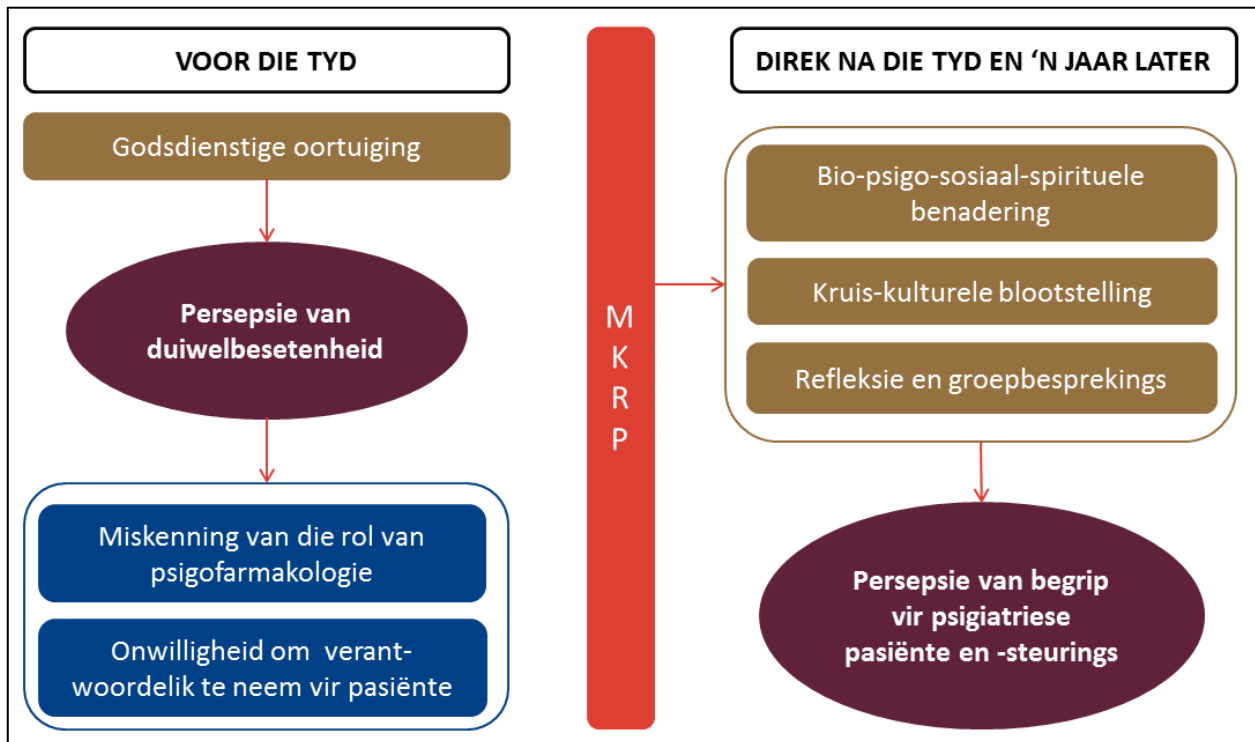 VOOR DIE TYD
Godsdienstige oortuiging
Persepsie van
duiwelbesetenheid
Miskenning van die rol van
psigofarmakologie
Onwilligheid om verant-
woordelik te neem vir pasiënte
M
K
R
P
DIREK NA DIE TYD EN ‘N JAAR LATER
Bio-psigo-sosiaal-spirituele
benadering
Kruis-kulturele blootstelling
Refleksie en groepbesprekings
Persepsie van begrip
vir psigiatriese
pasiënte en -steurings